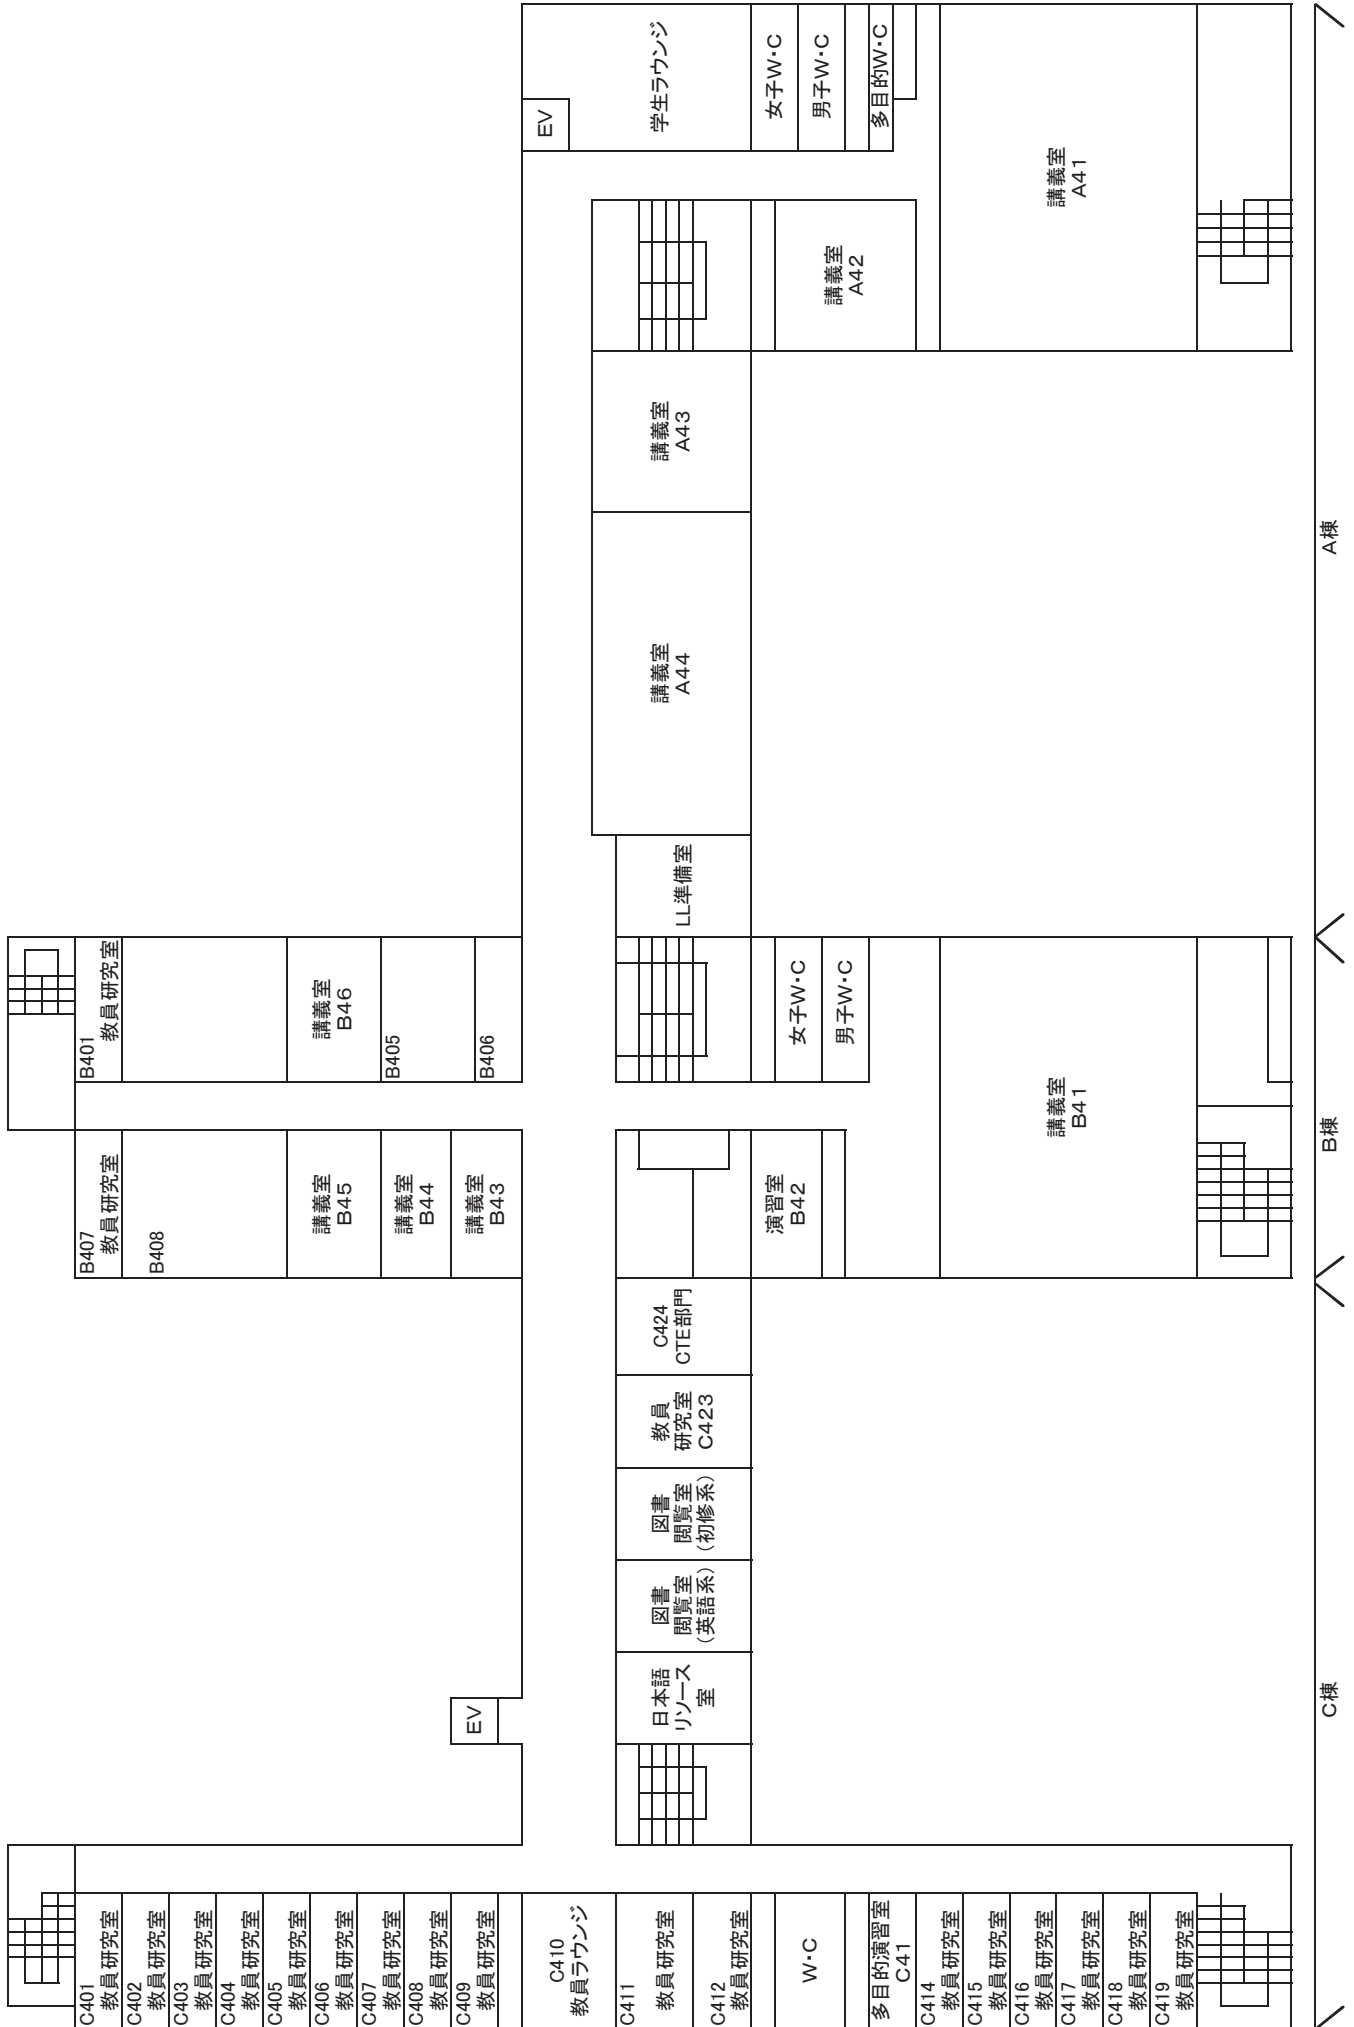 C401
教員研究室
C402
教員研究室
C403
教員研究室
C404
教員研究室
C405
教員研究室
C406
教員研究室
C407
教員研究室
C408
教員研究室
C409
教員研究室
C410
教員ラウンジ
C411
教員研究室
C412
教員研究室
W・C
多目的演習室
C41
C414
教員研究室
C415
教員研究室
C416
教員研究室
C417
教員研究室
C418
教員研究室
C419
教員研究室
EV
日本語
リソース
室
図書
閲覧室
(英語系)
図書
閲覧室
(初修系)
教員
研究室
C423
C424
CTE部門
C棟
B407
教員研究室
B408
講義室
B45
講義室
B44
講義室
B43
演習室
B42
B401
教員研究室
講義室
B46
B405
B406
女子W・C
男子W・C
講義室
B41
B棟
LL準備室
講義室
A44
講義室
A43
講義室
A42
講義室
A41
EV
学生ラウンジ
女子W・C
男子W・C
多目的W・C
A棟